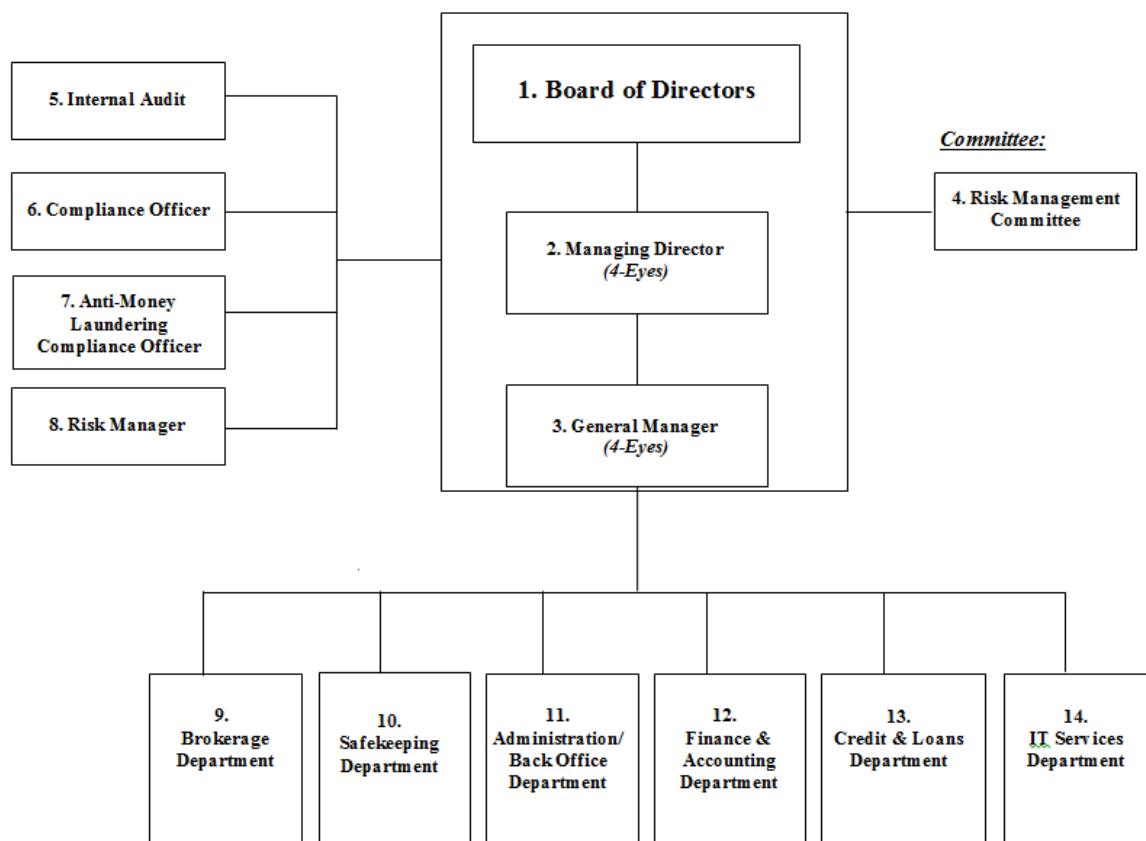 1. Board of Directors
2. Managing Director
(4-Eyes)
3. General Manager
(4-Eyes)
Committee:
4. Risk Management
Committee
5. Internal Audit
6. Compliance Officer
7. Anti-Money
Laundering
Compliance Officer
8. Risk Manager
9.
Brokerage
Department
10.
Safekeeping
Department
11.
Administration/
Back Office
Department
12.
Finance &
Accounting
Department
13.
Credit & Loans
Department
14.
IT Services
Department